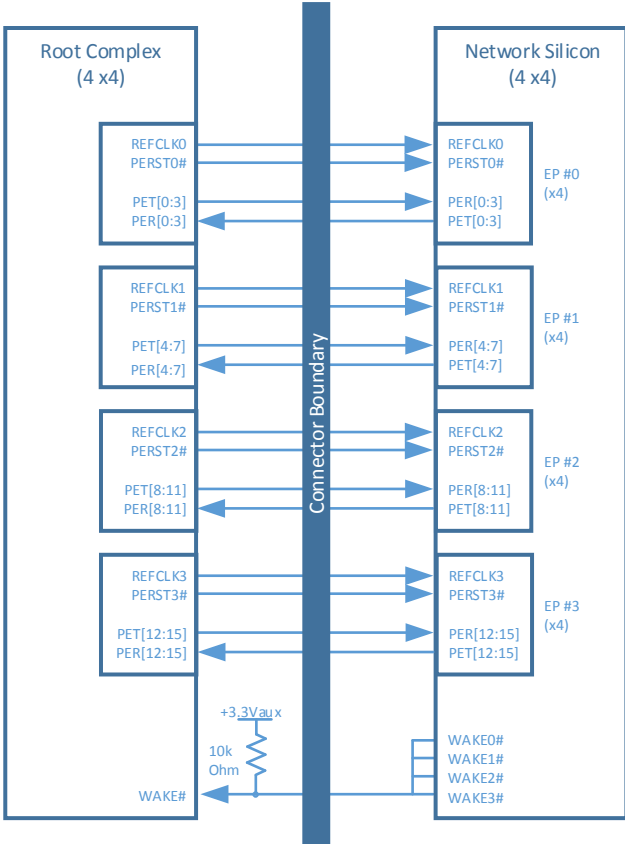 Root Complex
(4 x4)
Network Silicon
(4 x4)
REFCLK0
PERST0#
PET[0:3]
PER[0:3]
REFCLK0
PERST0#
PER[0:3]
PET[0:3]
EP #0
(x4)
REFCLK1
PERST1#
PET[4:7]
PER[4:7]
REFCLK1
PERST1#
PER[4:7]
PET[4:7]
EP #1
(x4)
Connector Boundary
REFCLK2
PERST2#
PET[8:11]
PER[8:11]
REFCLK2
PERST2#
PER[8:11]
PET[8:11]
EP #2
(x4)
REFCLK3
PERST3#
PET[12:15]
PER[12:15]
REFCLK3
PERST3#
PER[12:15]
PET[12:15]
EP #3
(x4)
+3.3Vaux
10k
Ohm
WAKE#
WAKE0#
WAKE1#
WAKE2#
WAKE3#